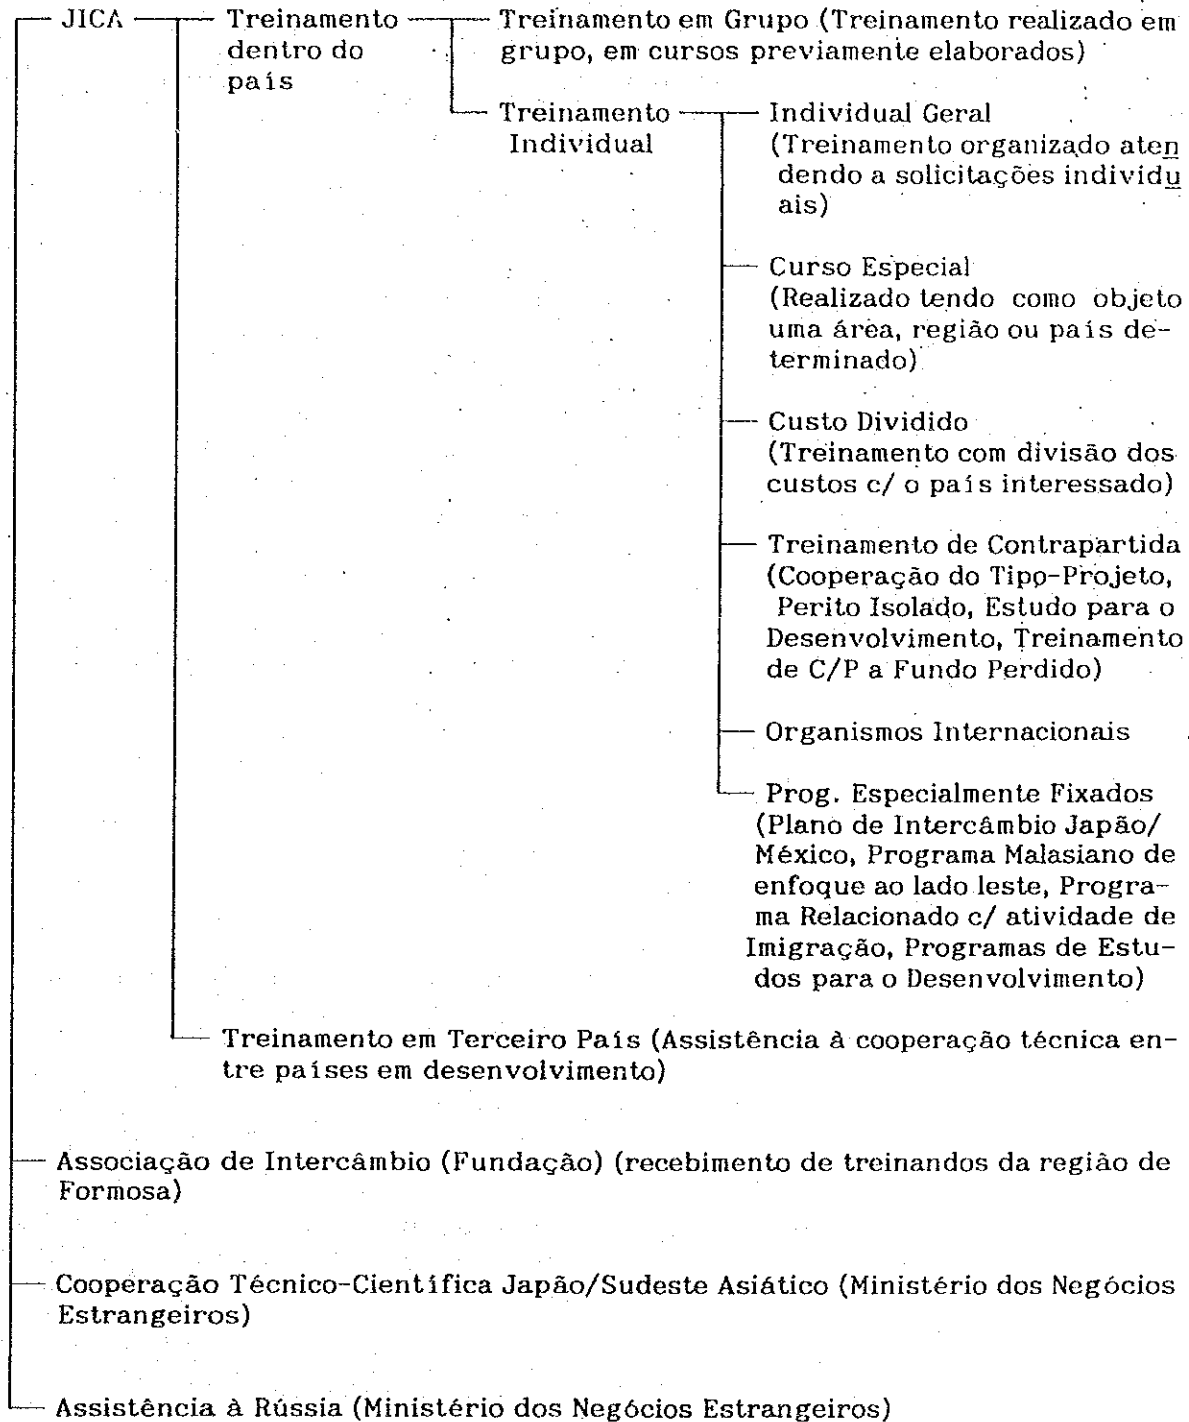 JICA Treinamento Treinamento em Grupo (Treinamento realizado em
dentro do grupo, em cursos previamente elaborados)
país
Treinamento Individual Geral
Individual (Treinamento organizado aten
dendo a solicitações individu
ais)
Curso Especial
(Realizado tendo como objeto
uma área, região ou país de-
terminado)
Custo Dividido
(Treinamento com divisão dos
custos c/ o país interessado)
Treinamento de Contrapartida
(Cooperação do Tipo-Projeto,
Perito Isolado, Estudo para o
Desenvolvimento, Treinamento
de C/P a Fundo Perdido)
Organismos Internacionais
Prog. Especialmente Fixados
(Plano de Intercâmbio Japão/
México, Programa Malasiano de
enfoque ao lado leste, Progra-
ma Relacionado c/ atividade de
Imigração, Programas de Estu-
dos para o Desenvolvimento)
Treinamento em Terceiro País (Assistência à cooperação técnica en-
tre países em desenvolvimento)
Associação de Intercâmbio (Fundação) (recebimento de treinandos da região de
Formosa)
Cooperação Técnico-Científica Japão/Sudeste Asiático (Ministério dos Negócios
Estrangeiros)
Assistência à Rússia (Ministério dos Negócios Estrangeiros)